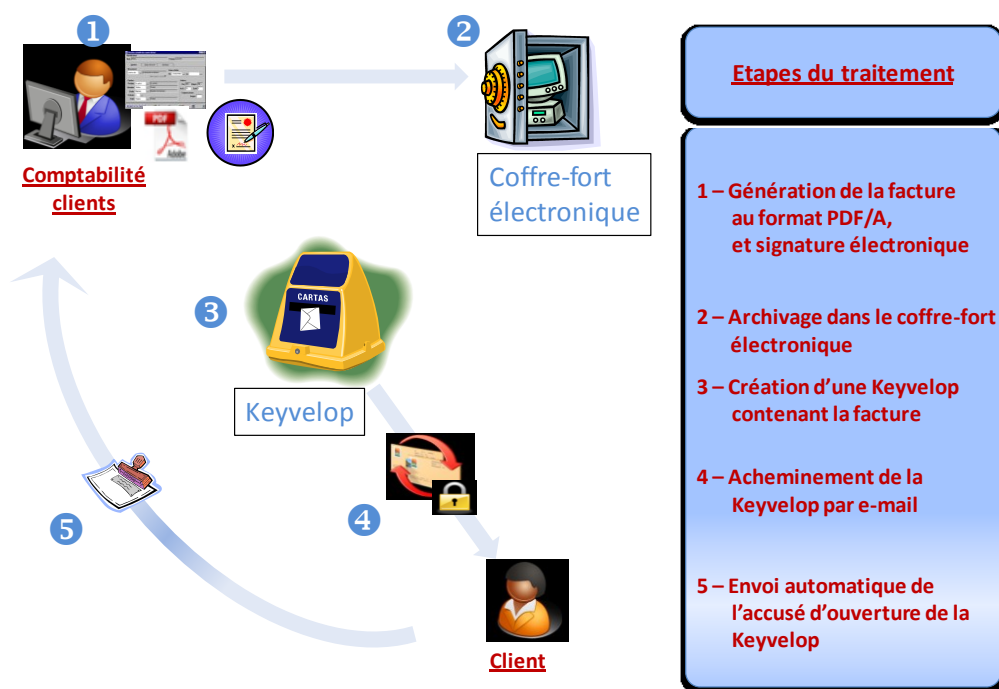 1
2
PDF
Adobe
Comptabilité
clients
Coffre-fort
électronique
3
CARTAS
Keyvelop
4
5
Client
Etapes du traitement
1 – Génération de la facture
au format PDF/A,
et signature électronique
2 – Archivage dans le coffre-fort
électronique
3 – Création d’une Keyvelop
contenant la facture
4 – Acheminement de la
Keyvelop par e-mail
5 – Envoi automatique de
l’accusé d’ouverture de la
Keyvelop